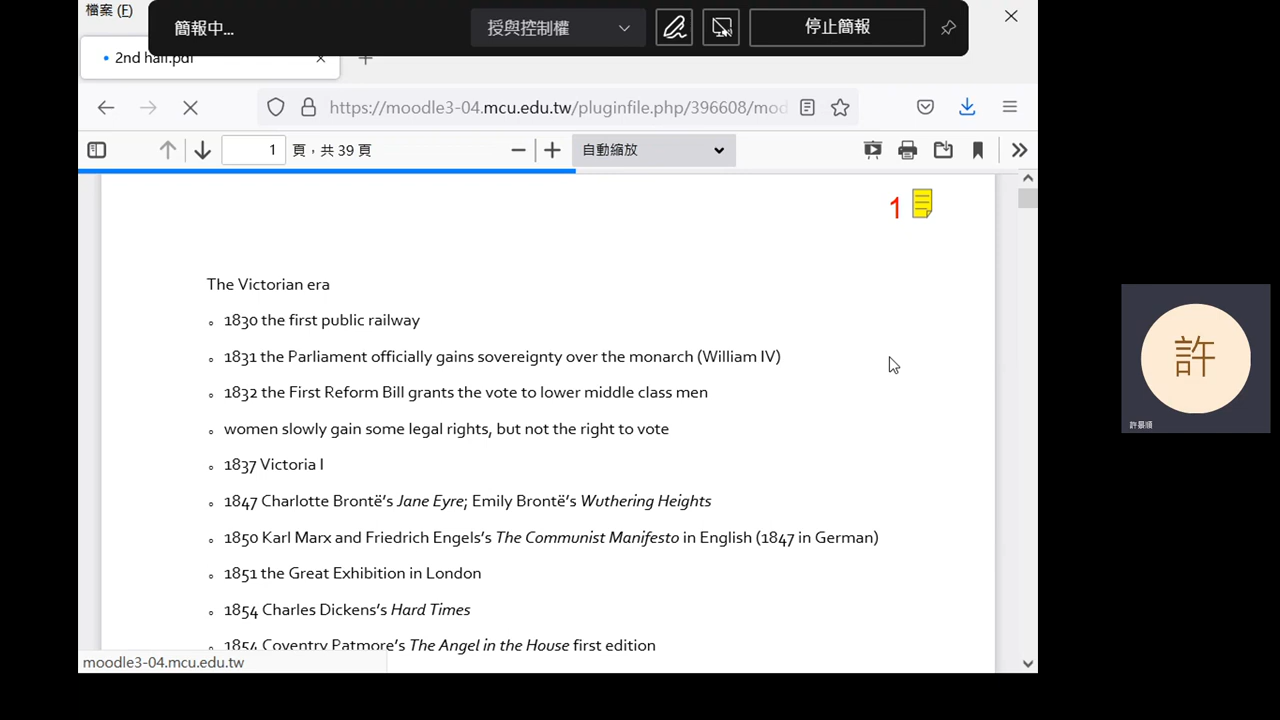 檔案 (F)
簡報中...
授與控制權
停止簡報
2nd half.pdf
https://moodle3-04.mcu.edu.tw/pluginfile.php/396608/mod
1 頁，共 39 頁
自動縮放
1
The Victorian era
1830 the first public railway
1831 the Parliament officially gains sovereignty over the monarch (William IV)
1832 the First Reform Bill grants the vote to lower middle class men
women slowly gain some legal rights, but not the right to vote
1837 Victoria I
1847 Charlotte Brontë's Jane Eyre; Emily Brontë's Wuthering Heights
1850 Karl Marx and Friedrich Engels's The Communist Manifesto in English (1847 in German)
1851 the Great Exhibition in London
1854 Charles Dickens's Hard Times
1854 Coventry Patmore's The Angel in the House first edition
moodle3-04.mcu.edu.tw
許
許景順